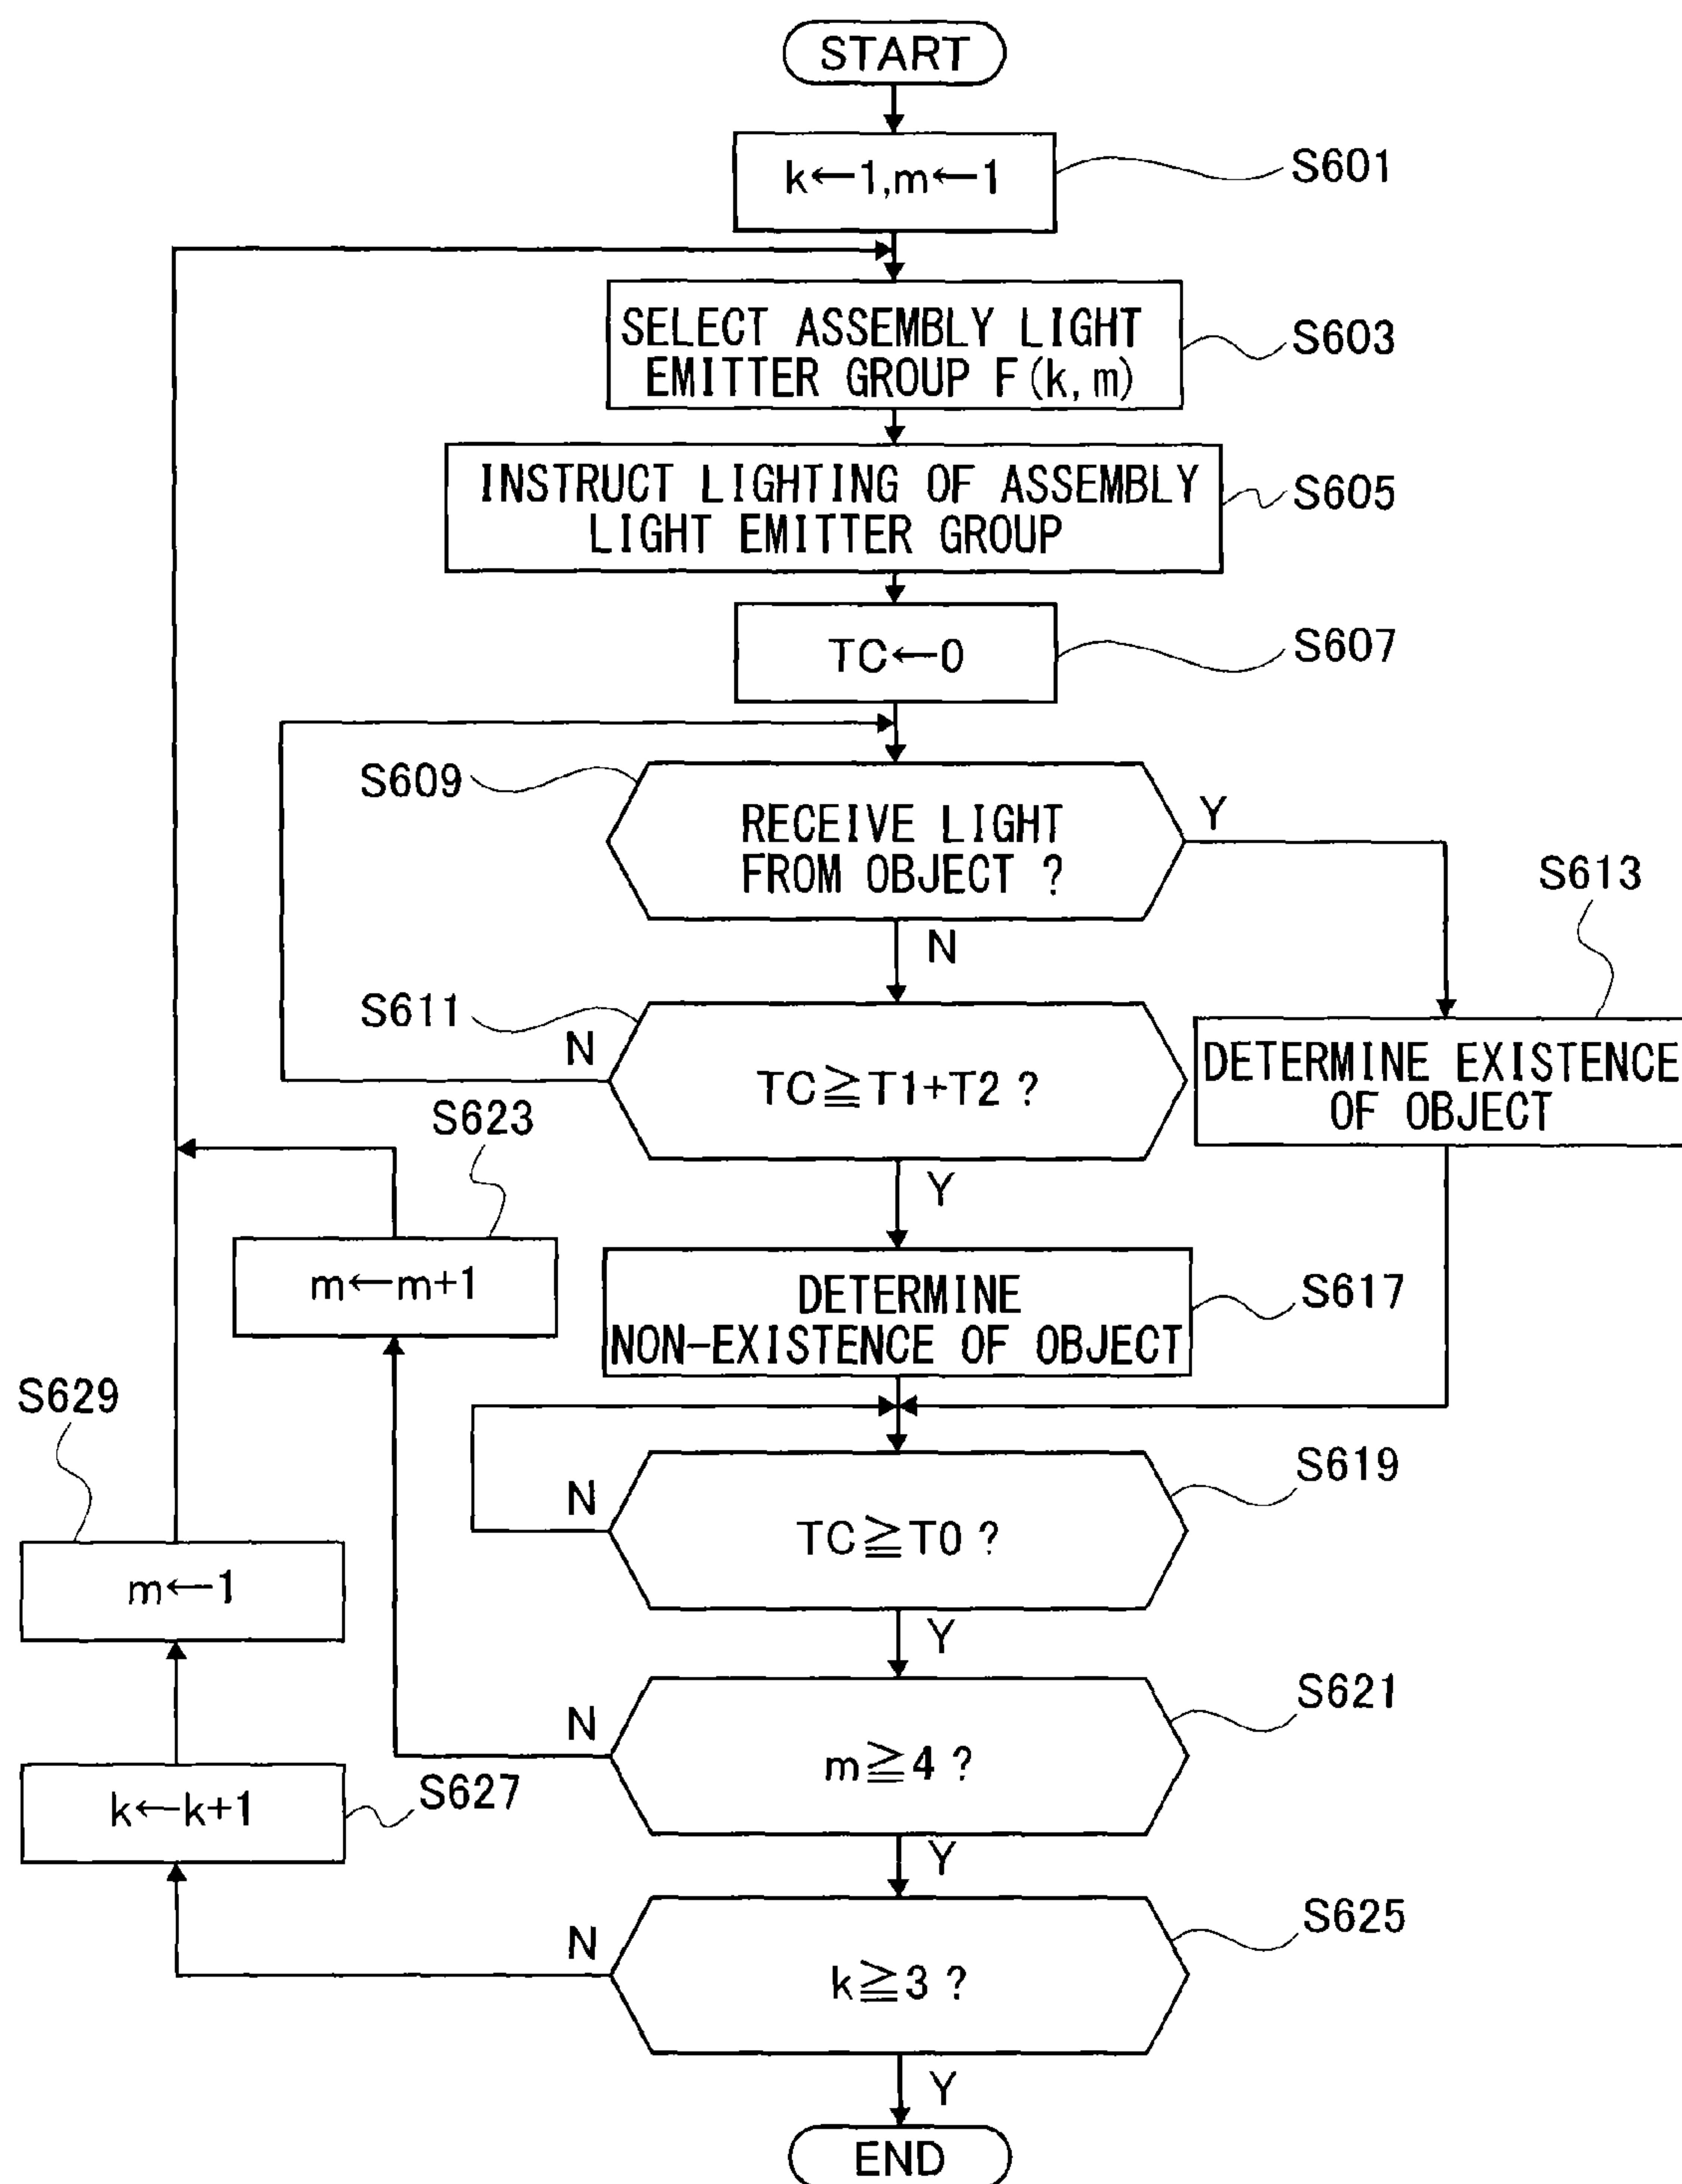 START
k←1,m←1
S601
SELECT ASSEMBLY LIGHT
EMITTER GROUP F(k,m)
S603
INSTRUCT LIGHTING OF ASSEMBLY
LIGHT EMITTER GROUP
S605
TC←0
S607
S609
RECEIVE LIGHT
FROM OBJECT ?
Y
N
S613
DETERMINE EXISTENCE
OF OBJECT
S611
N
TC≧T1+T2 ?
Y
S623
m←m+1
DETERMINE
NON-EXISTENCE OF OBJECT
S617
S629
m←1
N
TC≧T0 ?
S619
Y
N
m≧4 ?
S621
Y
k←k+1
S627
N
k≧3 ?
S625
Y
END